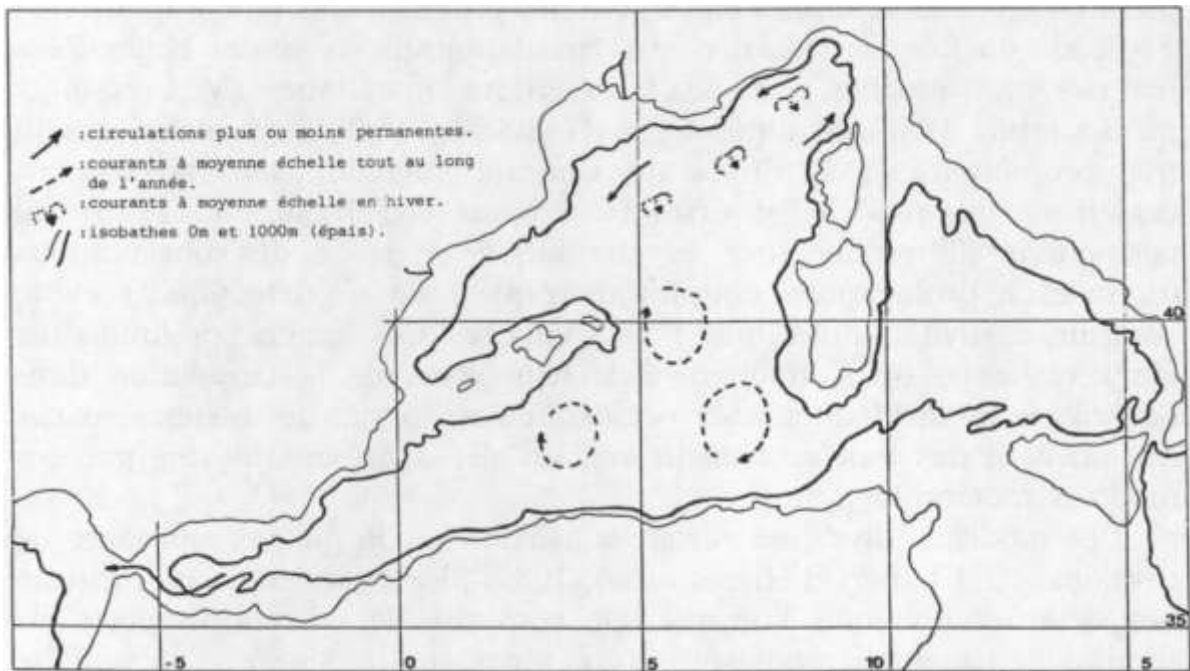 :circulations plus ou moins permanentes.
:courants à moyenne échelle tout au long
de l'année.
:courants à moyenne échelle en hiver.
:isobathes 0m et 1000m (épais).
40
35
-5
0
5
10
15